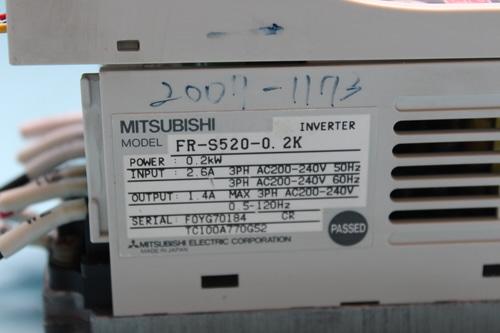 2007-1173
MITSUBISHI INVERTER
MODEL FR-S520-0.2K
POWER : 0.2kW
INPUT : 2.6A 3PH AC200-240V 50Hz
3PH AC200-240V 60Hz
OUTPUT: 1.4A MAX 3PH AC200-240V
0.5-120Hz
SERIAL: F0YG70184 CR
TC100A770G52
PASSED
MITSUBISHI ELECTRIC CORPORATION
MADE IN JAPAN